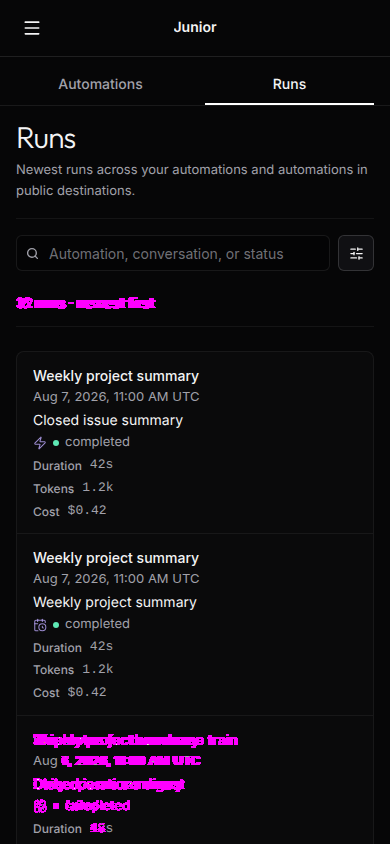 Junior
Automations
Runs
Runs
Newest runs across your automations and automations in
public destinations.
Automation, conversation, or status
Weekly project summary
Aug 7, 2026, 11:00 AM UTC
Closed issue summary
completed
Duration 42s
Tokens 1.2k
Cost $0.42
Weekly project summary
Aug 7, 2026, 11:00 AM UTC
Weekly project summary
completed
Duration 42s
Tokens 1.2k
Cost $0.42
Aug
Duration